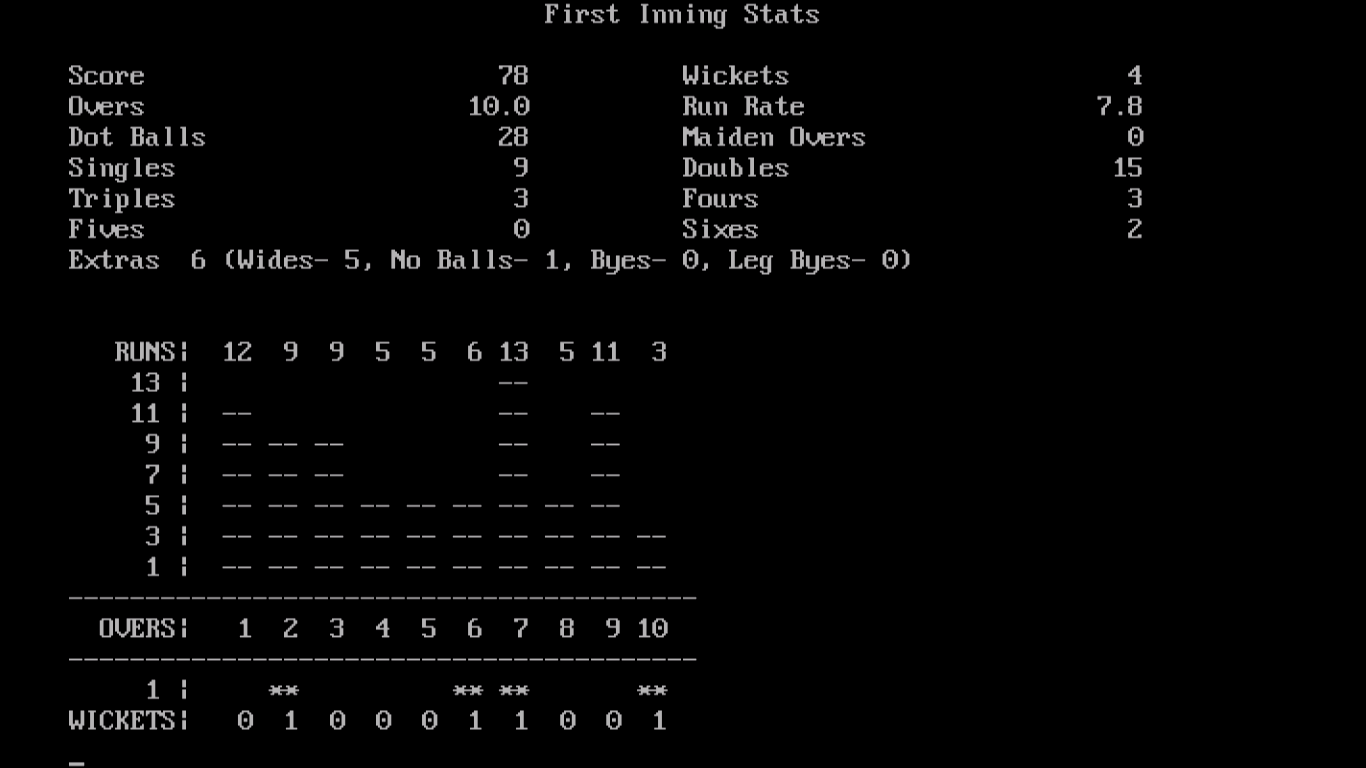 First Inning Stats
Score 78 Wickets 4
Overs 10.0 Run Rate 7.8
Dot Balls 28 Maiden Overs 0
Singles 9 Doubles 15
Triples 3 Fours 3
Fives 0 Sixes 2
Extras 6 (Wides- 5, No Balls- 1, Byes- 0, Leg Byes- 0)
RUNS¦ 12 9 9 5 5 6 13 5 11 3
13 ¦ --
11 ¦ -- -- --
9 ¦ -- -- -- -- --
7 ¦ -- -- -- -- --
5 ¦ -- -- -- -- -- -- -- -- --
3 ¦ -- -- -- -- -- -- -- -- -- --
1 ¦ -- -- -- -- -- -- -- -- -- --
-----------------------------------------
OVERS¦ 1 2 3 4 5 6 7 8 9 10
-----------------------------------------
1 ¦ ** ** ** **
WICKETS¦ 0 1 0 0 0 1 1 0 0 1
_